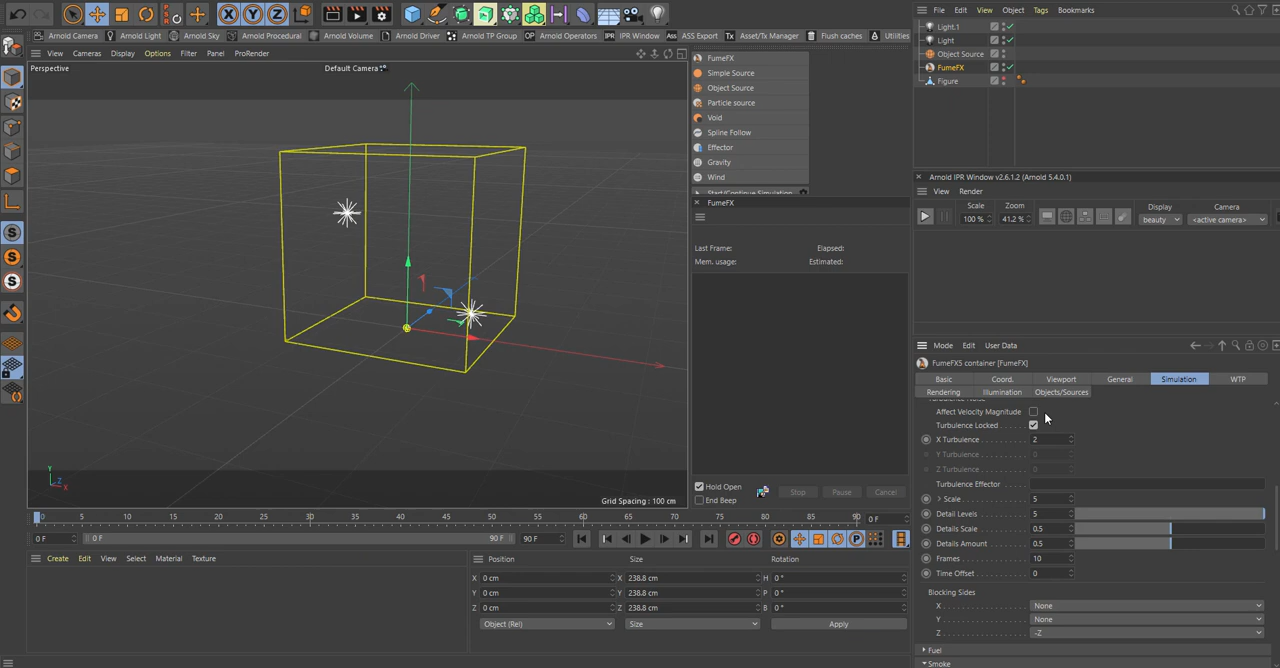 File Edit View Object Tags Bookmarks
Arnold Camera Arnold Light Arnold Sky Arnold Procedural Arnold Volume Arnold Driver TP Arnold TP Group OP Arnold Operators IPR IPR Window Ass ASS Export Tx Asset/Tx Manager Flush caches Utilities
View Cameras Display Options Filter Panel ProRender
Perspective
Default Camera
Grid Spacing : 100 cm
Y
Z
X
FumeFX
Simple Source
Object Source
Particle source
Void
Spline Follow
Effector
Gravity
Wind
Start/Continue Simulation
FumeFX
Last Frame: Elapsed:
Mem. usage: Estimated:
Hold Open
End Beep
Stop Pause Cancel
Light.1
Light
Object Source
FumeFX
Figure
Arnold IPR Window v2.6.1.2 (Arnold 5.4.0.1)
View Render
Scale Zoom Display Camera
100 % 41.2 % beauty <active camera>
Mode Edit User Data
FumeFX5 container [FumeFX]
Basic Coord. Viewport General Simulation WTP
Rendering Illumination Objects/Sources
Turbulence Noise
Affect Velocity Magnitude
Turbulence Locked
X Turbulence 2
Y Turbulence 0
Z Turbulence 0
Turbulence Effector
Scale 5
Detail Levels 5
Details Scale 0.5
Details Amount 0.5
Frames 10
Time Offset 0
Blocking Sides
X None
Y None
Z -Z
Fuel
Smoke
0 5 10 15 20 25 30 35 40 45 50 55 60 65 70 75 80 85 90 0 F
0 F 0 F 90 F 90 F
Create Edit View Select Material Texture
Position Size Rotation
X 0 cm X 238.8 cm H 0 °
Y 0 cm Y 238.8 cm P 0 °
Z 0 cm Z 238.8 cm B 0 °
Object (Rel) Size Apply